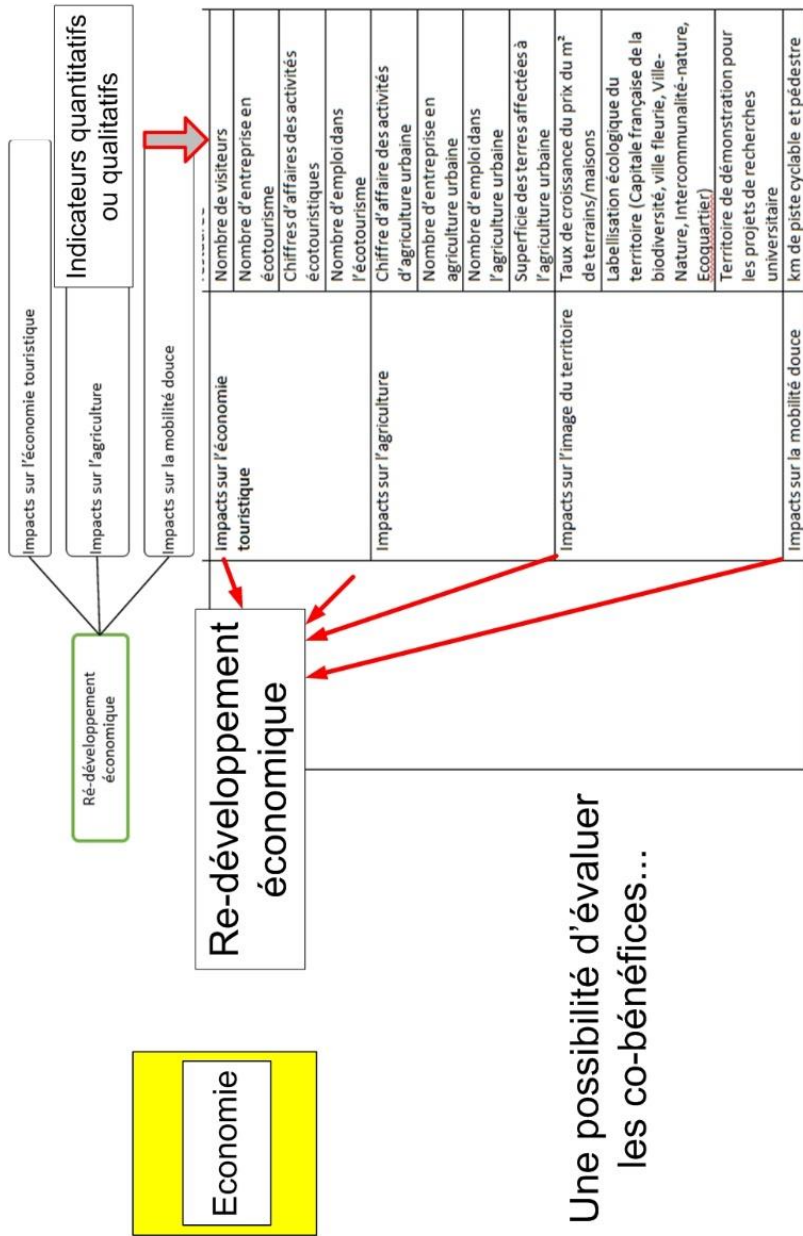 Ré-développement
économique
Impacts sur l'économie touristique
Impacts sur l'agriculture
Impacts sur la mobilité douce
Indicateurs quantitatifs
ou qualitatifs
Economie
Re-développement
économique
Impacts sur l'économie
touristique
Nombre de visiteurs
Nombre d'entreprise en
écotourisme
Chiffres d'affaires des activités
écotouristiques
Nombre d'emploi dans
l'écotourisme
Impacts sur l'agriculture
Chiffre d'affaire des activités
d'agriculture urbaine
Nombre d'entreprise en
agriculture urbaine
Nombre d'emploi dans
l'agriculture urbaine
Superficie des terres affectées à
l'agriculture urbaine
Impacts sur l'image du territoire
Taux de croissance du prix du m²
de terrains/maisons
Labellisation écologique du
territoire (Capitale française de la
biodiversité, ville fleurie, Ville-
Nature, Intercommunalité-nature,
Ecoquartier)
Territoire de démonstration pour
les projets de recherches
universitaire
Impacts sur la mobilité douce
km de piste cyclable et pédestre
Une possibilité d'évaluer
les co-bénéfices...